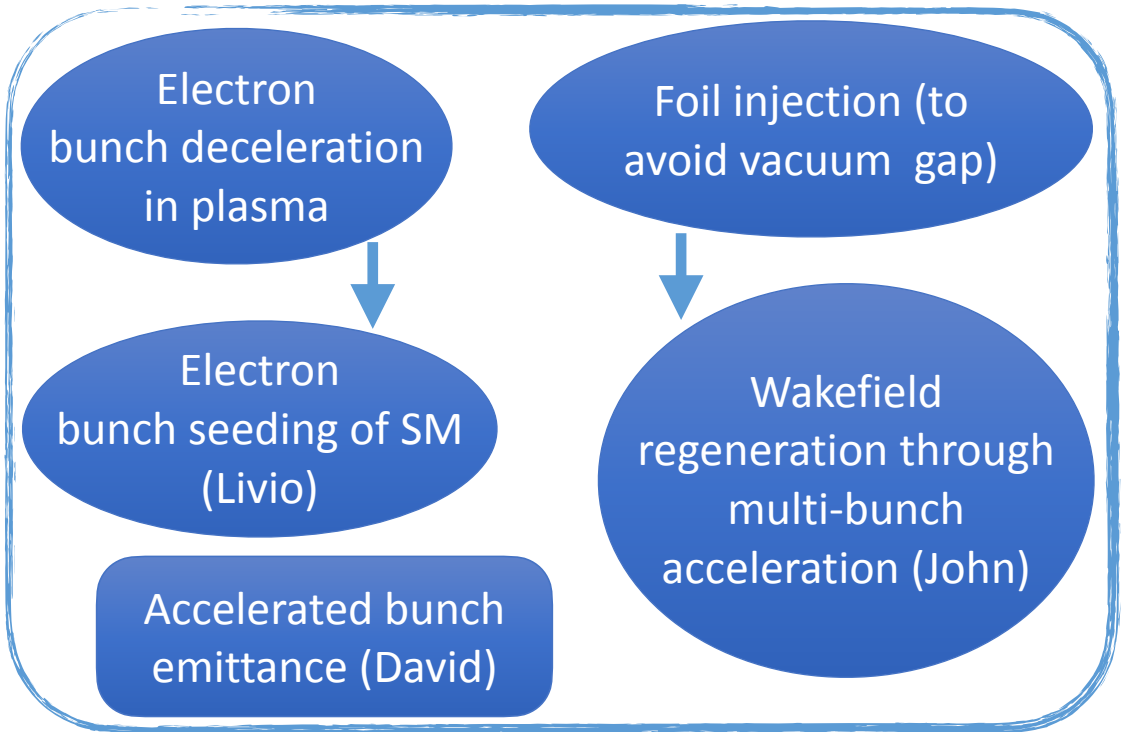 Electron
bunch deceleration
in plasma
Foil injection (to
avoid vacuum gap)
Electron
bunch seeding of SM
(Livio)
Wakefield
regeneration through
multi-bunch
acceleration (John)
Accelerated bunch
emittance (David)